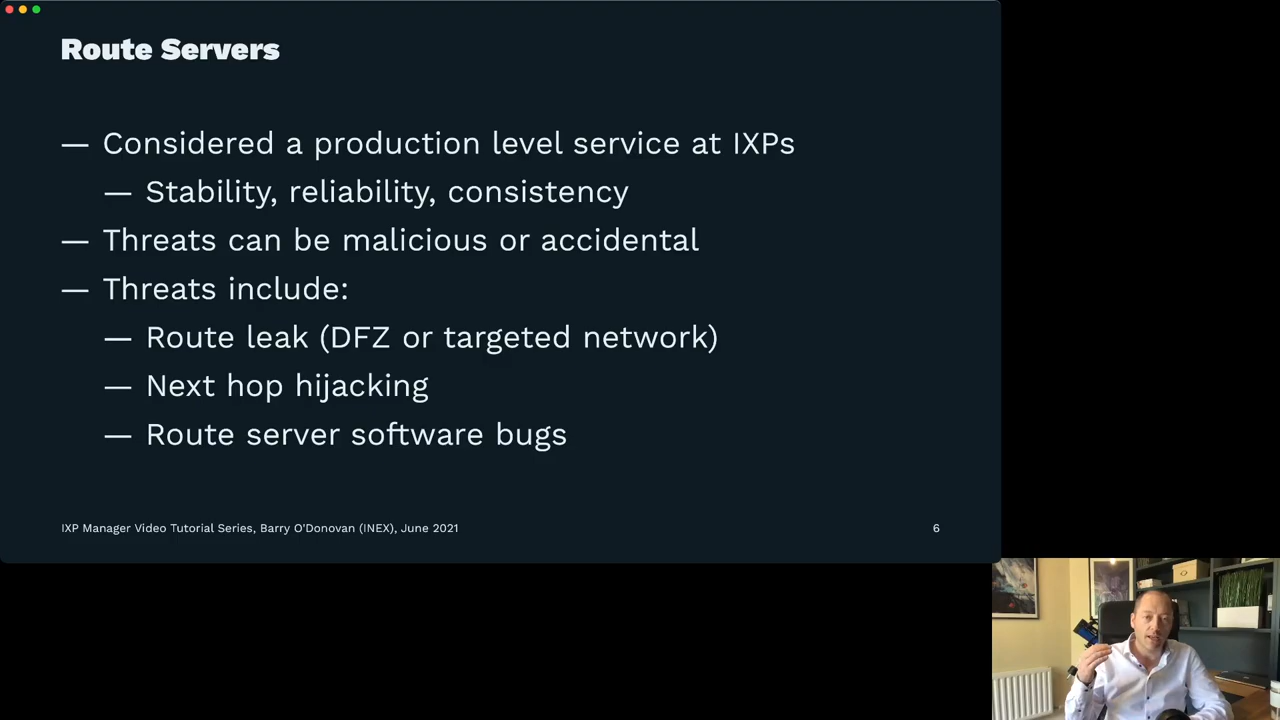 Route Servers
— Considered a production level service at IXPs
— Stability, reliability, consistency
— Threats can be malicious or accidental
— Threats include:
— Route leak (DFZ or targeted network)
— Next hop hijacking
— Route server software bugs
IXP Manager Video Tutorial Series, Barry O'Donovan (INEX), June 2021
6